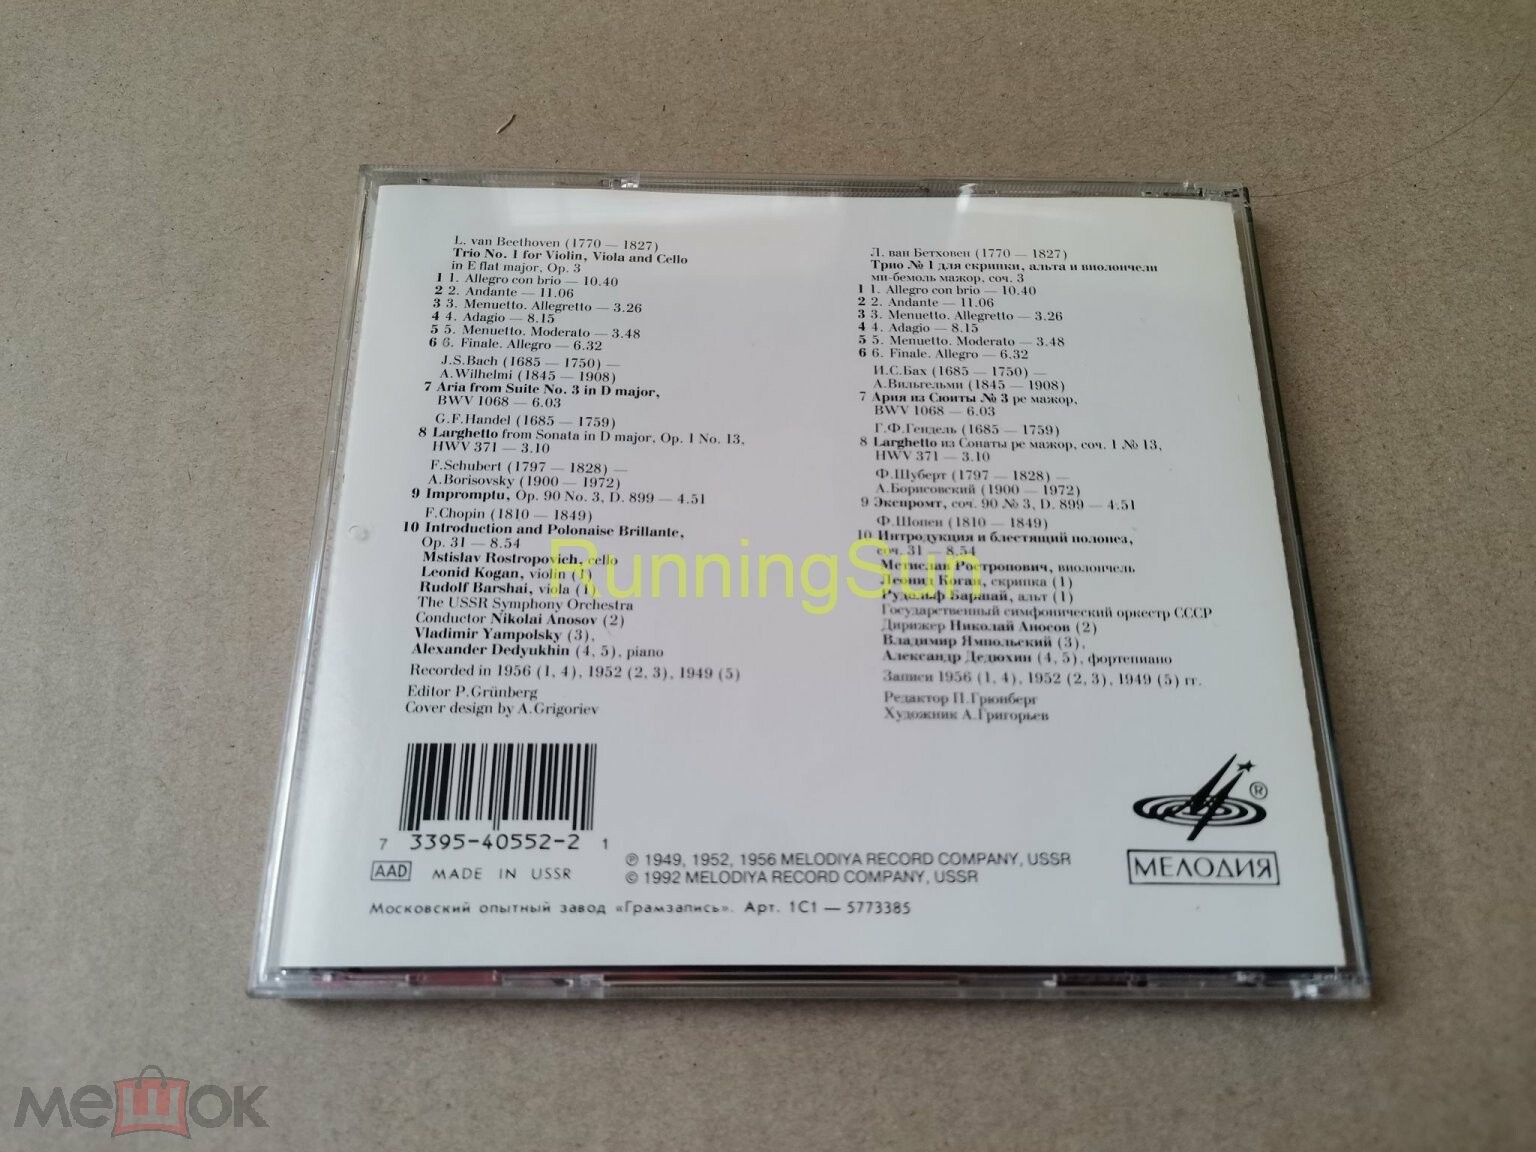 L. van Beethoven (1770 — 1827)
Trio No. 1 for Violin, Viola and Cello
in E flat major, Op. 3
1 1. Allegro con brio — 10.40
2 2. Andante — 11.06
3 3. Menuetto. Allegretto — 3.26
4 4. Adagio — 8.15
5 5. Menuetto. Moderato — 3.48
6 6. Finale. Allegro — 6.32
J.S.Bach (1685 — 1750) —
A.Wilhelmi (1845 — 1908)
7 Aria from Suite No. 3 in D major,
BWV 1068 — 6.03
G.F.Handel (1685 — 1759)
8 Larghetto from Sonata in D major, Op. 1 No. 13,
HWV 371 — 3.10
F.Schubert (1797 — 1828) —
A.Borisovsky (1900 — 1972)
9 Impromptu, Op. 90 No. 3, D. 899 — 4.51
F.Chopin (1810 — 1849)
10 Introduction and Polonaise Brillante,
Op. 31 — 8.54
Mstislav Rostropovich, cello
Leonid Kogan, violin (1)
Rudolf Barshai, viola (1)
The USSR Symphony Orchestra
Conductor Nikolai Anosov (2)
Vladimir Yampolsky (3),
Alexander Dedyukhin (4, 5), piano
Recorded in 1956 (1, 4), 1952 (2, 3), 1949 (5)
Editor P.Grünberg
Cover design by A.Grigoriev
Л. ван Бетховен (1770 — 1827)
Трио № 1 для скрипки, альта и виолончели
ми-бемоль мажор, соч. 3
1 1. Allegro con brio — 10.40
2 2. Andante — 11.06
3 3. Menuetto. Allegretto — 3.26
4 4. Adagio — 8.15
5 5. Menuetto. Moderato — 3.48
6 6. Finale. Allegro — 6.32
И.С.Бах (1685 — 1750) —
А.Вильгельми (1845 — 1908)
7 Ария из Сюиты № 3 ре мажор,
BWV 1068 — 6.03
Г.Ф.Гендель (1685 — 1759)
8 Larghetto из Сонаты ре мажор, соч. 1 № 13,
HWV 371 — 3.10
Ф.Шуберт (1797 — 1828) —
А.Борисовский (1900 — 1972)
9 Экспромт, соч. 90 № 3, D. 899 — 4.51
Ф.Шопен (1810 — 1849)
10 Интродукция и блестящий полонез,
соч. 31 — 8.54
Мстислав Ростропович, виолончель
Леонид Коган, скрипка (1)
Рудольф Баршай, альт (1)
Государственный симфонический оркестр СССР
Дирижер Николай Аносов (2)
Владимир Ямпольский (3),
Александр Дедюхин (4, 5), фортепиано
Записи 1956 (1, 4), 1952 (2, 3), 1949 (5) гг.
Редактор П.Грюнберг
Художник А.Григорьев
RunningSun
7 3395-40552-2 1
AAD MADE IN USSR
℗ 1949, 1952, 1956 MELODIYA RECORD COMPANY, USSR
© 1992 MELODIYA RECORD COMPANY, USSR
Московский опытный завод «Грамзапись». Арт. 1С1 — 5773385
®
МЕЛОДИЯ
мешок